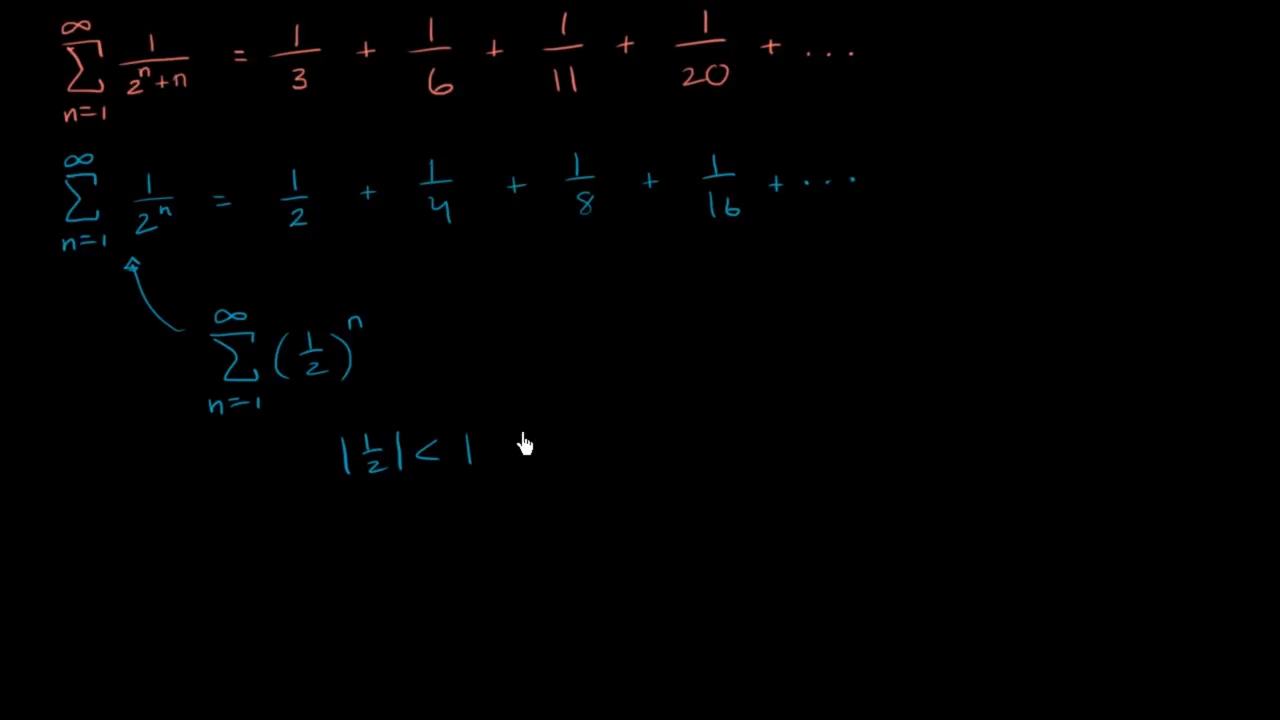 ∞∑n=1 1/(2^n+n) = 1/3 + 1/6 + 1/11 + 1/20 + ...
∞∑n=1 1/2^n = 1/2 + 1/4 + 1/8 + 1/16 + ...
∞∑n=1 (1/2)^n
|1/2| < 1